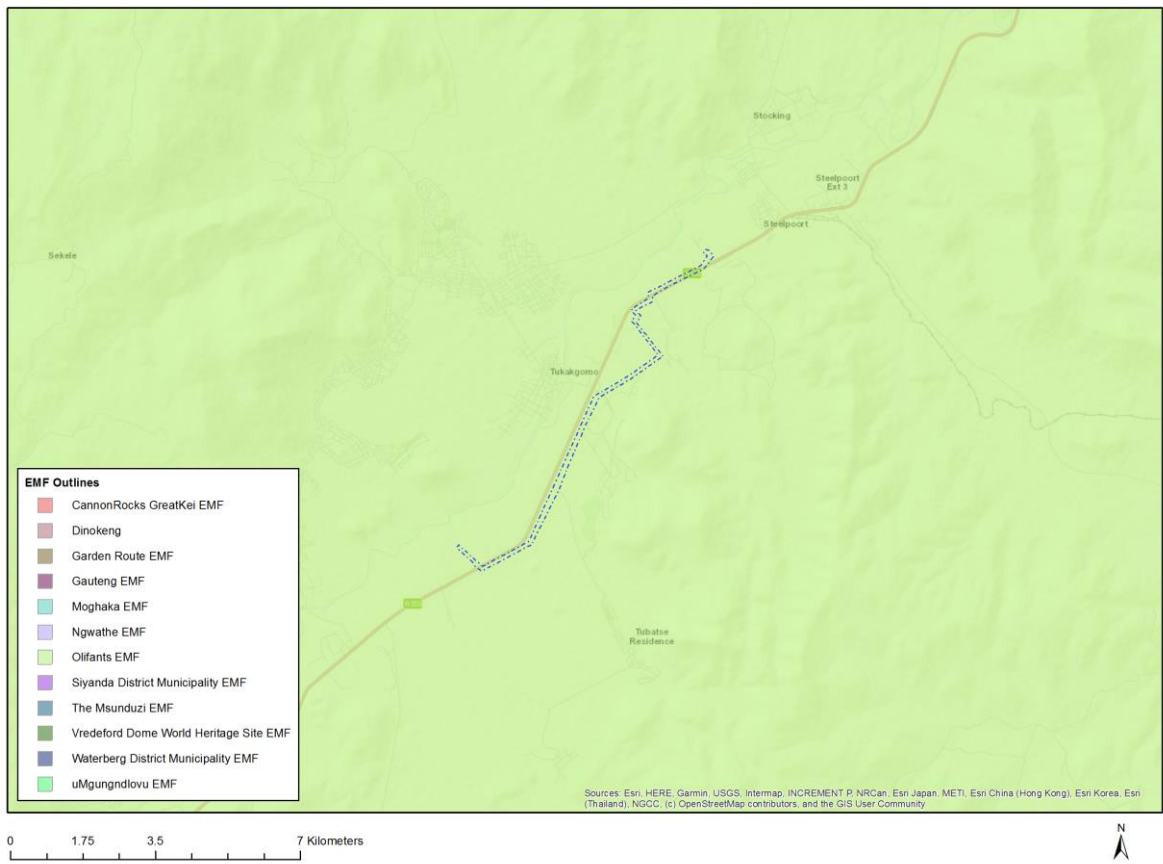 Stocking
Steelpoort
Ext 3
Steelpoort
Sekele
Tukakgomo
Tubatse
Residence
EMF Outlines
CannonRocks GreatKei EMF
Dinokeng
Garden Route EMF
Gauteng EMF
Moghaka EMF
Ngwathe EMF
Olifants EMF
Siyanda District Municipality EMF
The Msunduzi EMF
Vredeford Dome World Heritage Site EMF
Waterberg District Municipality EMF
uMgungndlovu EMF
Sources: Esri, HERE, Garmin, USGS, Intermap, INCREMENT P, NRCan, Esri Japan, METI, Esri China (Hong Kong), Esri Korea, Esri
(Thailand), NGCC, (c) OpenStreetMap contributors, and the GIS User Community
0 1.75 3.5 7 Kilometers
N